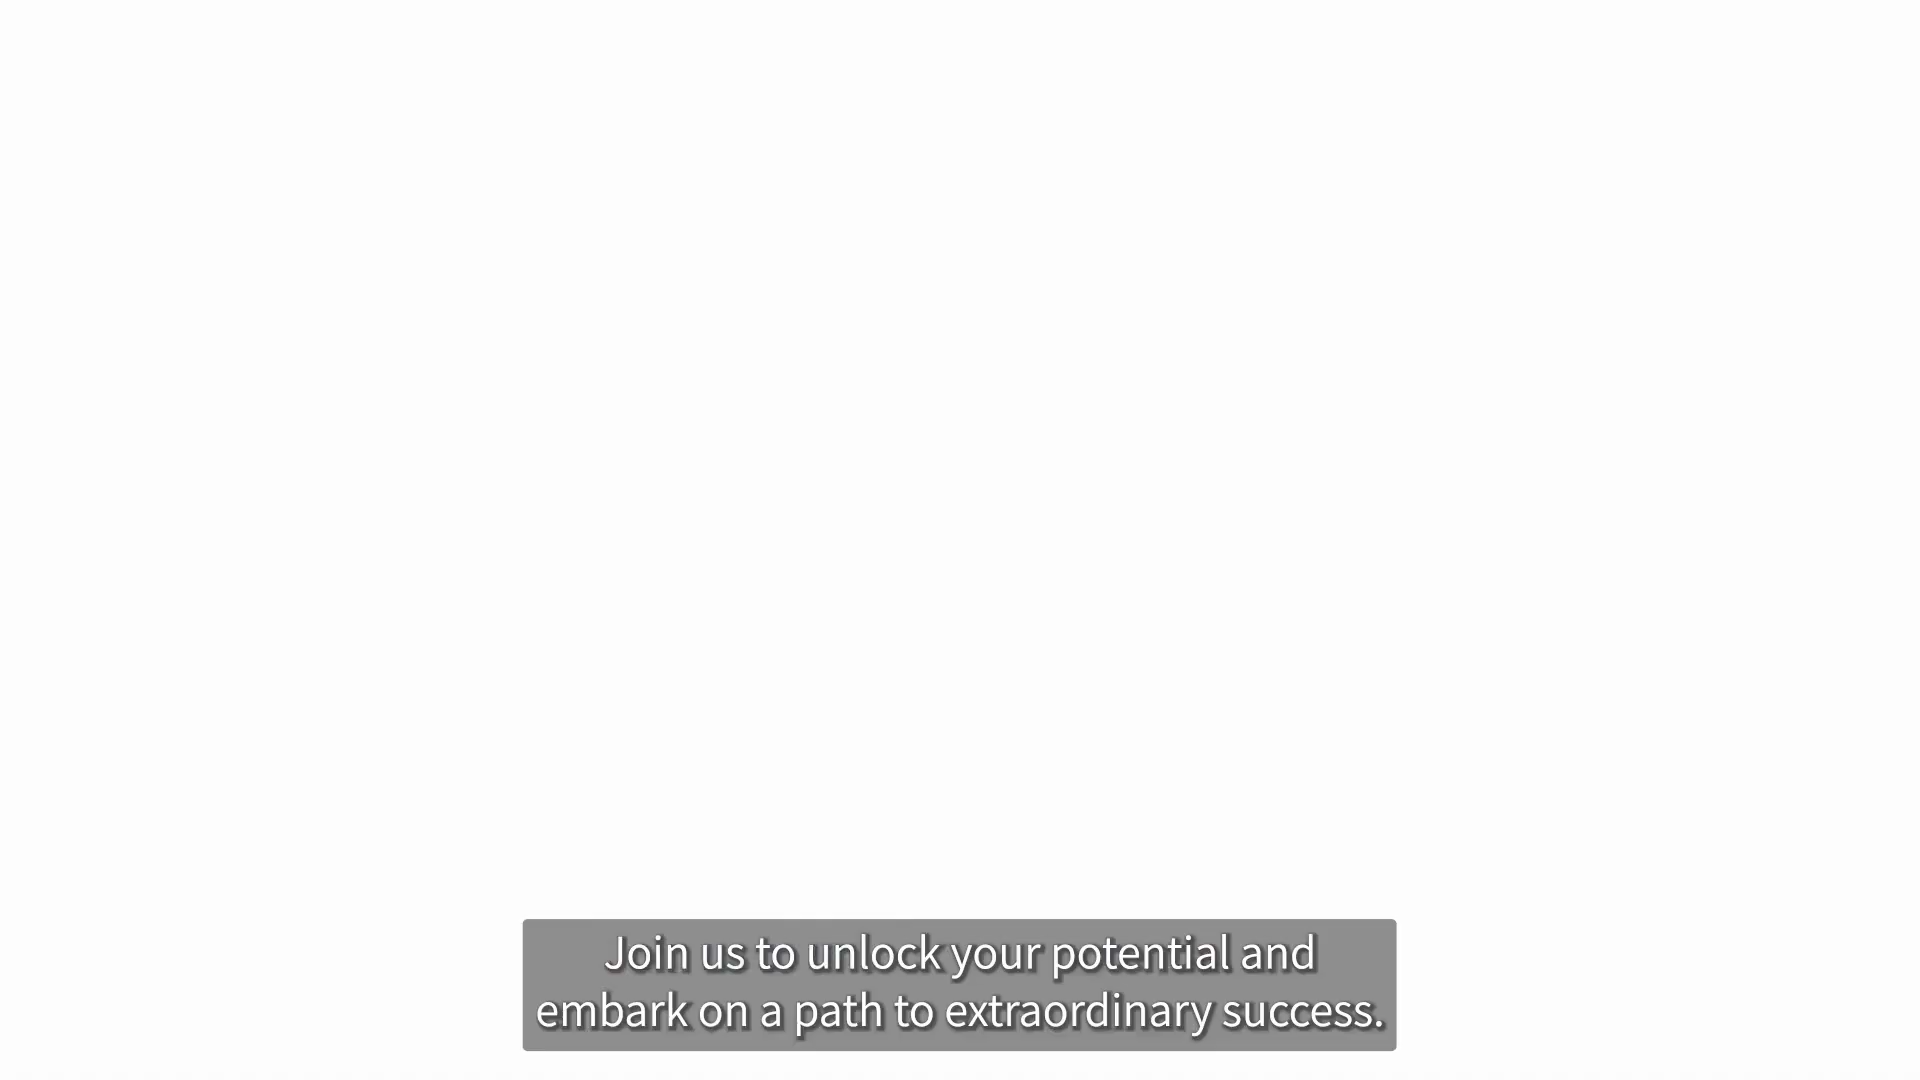 Join us to unlock your potential and
embark on a path to extraordinary success.